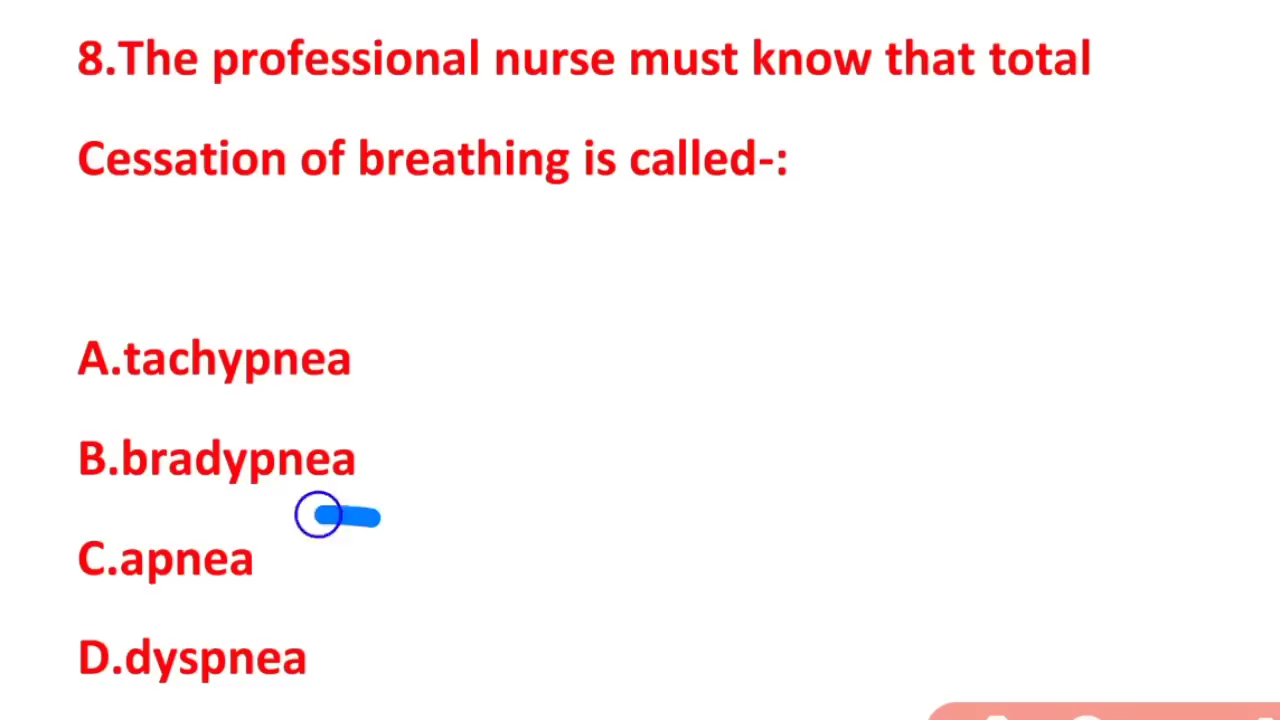 8.The professional nurse must know that total
Cessation of breathing is called-:
A.tachypnea
B.bradypnea
C.apnea
D.dyspnea